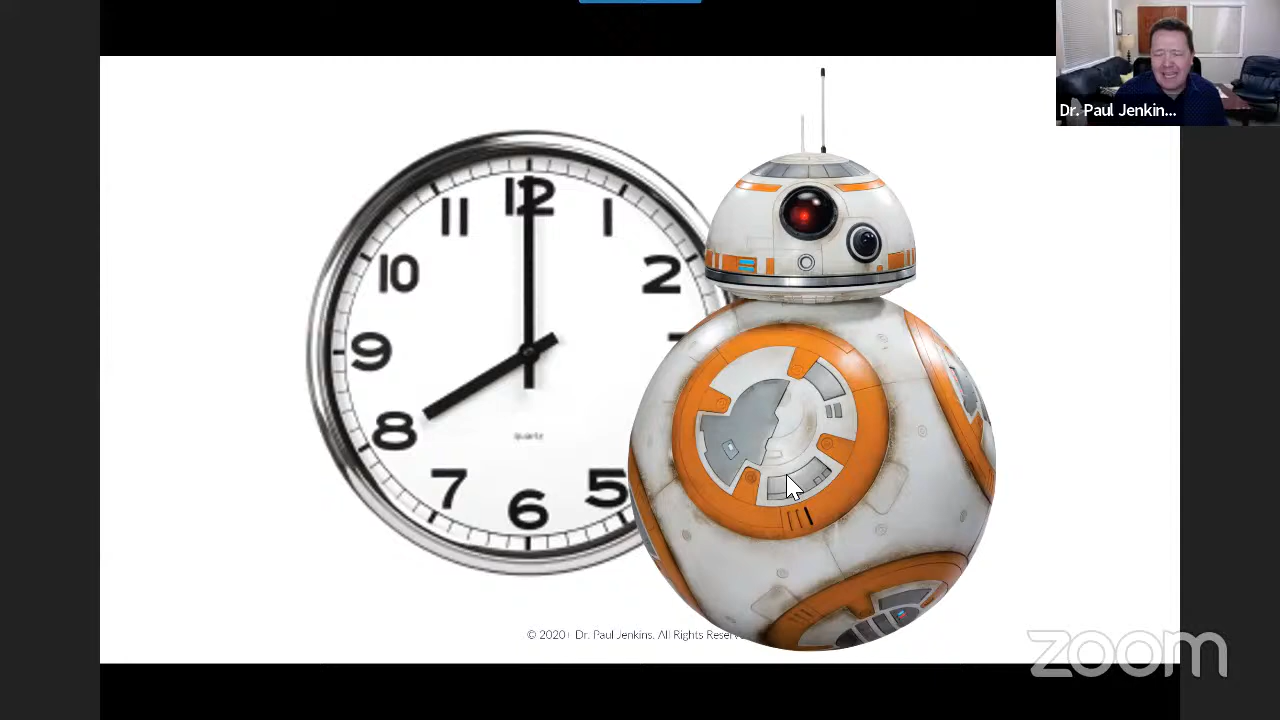 Dr. Paul Jenkin...
12
11
1
10
2
9
8
quartz
7
5
6
© 2020+ Dr. Paul Jenkins. All Rights Reserv
zoom